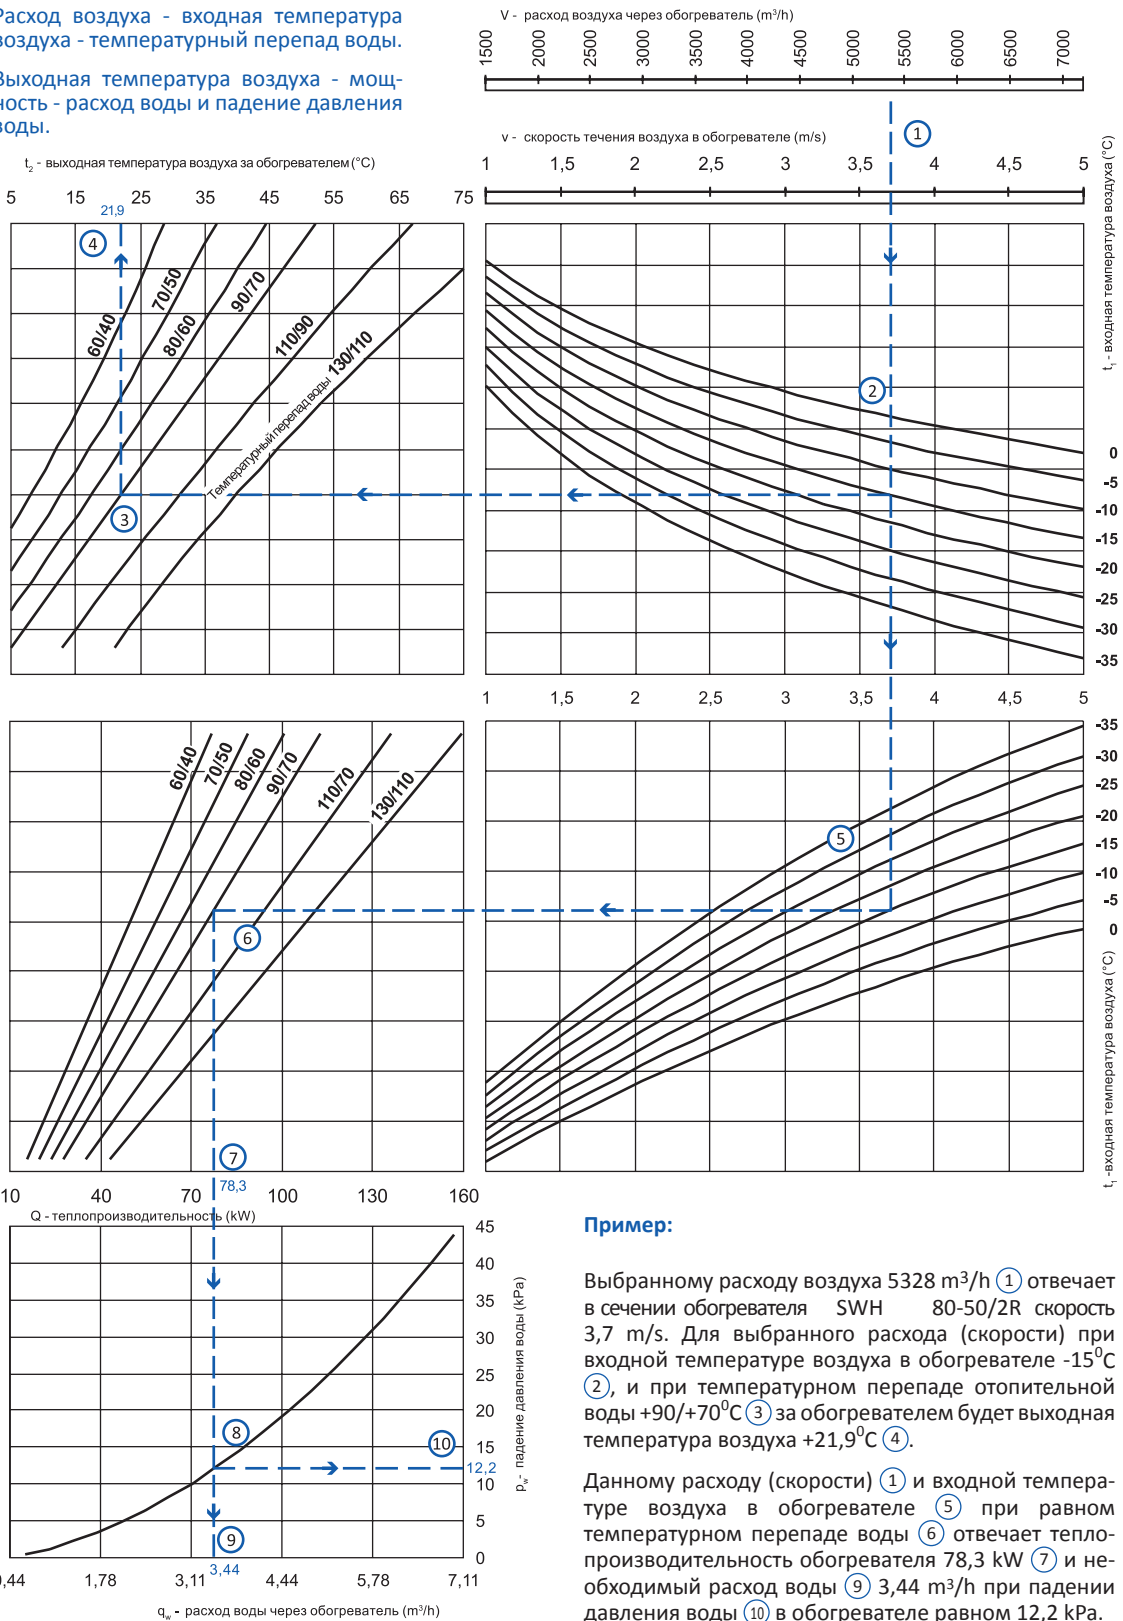 Расход воздуха - входная температура
воздуха - температурный перепад воды.
Выходная температура воздуха - мощ-
ность - расход воды и падение давления
воды.
V - расход воздуха через обогреватель (m³/h)
1500 2000 2500 3000 3500 4000 4500 5000 5500 6000 6500 7000
1
v - скорость течения воздуха в обогревателе (m/s)
1 1,5 2 2,5 3 3,5 4 4,5 5
t₂ - выходная температура воздуха за обогревателем (°C)
5 15 25 35 45 55 65 75
21,9
4
60/40
70/50
80/60
90/70
110/90
Температурный перепад воды 130/110
3
2
t₁ - входная температура воздуха (°C)
0
-5
-10
-15
-20
-25
-30
-35
1 1,5 2 2,5 3 3,5 4 4,5 5
60/40
70/50
80/60
90/70
110/70
130/110
6
7
5
-35
-30
-25
-20
-15
-10
-5
0
t₁ -входная температура воздуха (°C)
78,3
10 40 70 100 130 160
Q - теплопроизводительность (kW)
45
40
35
30
25
20
15
12,2
10
5
0
p_w - падение давления воды (kPa)
8
10
9
3,44
0,44 1,78 3,11 4,44 5,78 7,11
q_w - расход воды через обогреватель (m³/h)
Пример:
Выбранному расходу воздуха 5328 m³/h 1 отвечает
в сечении обогревателя SWH 80-50/2R скорость
3,7 m/s. Для выбранного расхода (скорости) при
входной температуре воздуха в обогревателе -15⁰C
2, и при температурном перепаде отопительной
воды +90/+70⁰C 3 за обогревателем будет выходная
температура воздуха +21,9⁰C 4.
Данному расходу (скорости) 1 и входной темпера-
туре воздуха в обогревателе 5 при равном
температурном перепаде воды 6 отвечает тепло-
производительность обогревателя 78,3 kW 7 и не-
обходимый расход воды 9 3,44 m³/h при падении
давления воды 10 в обогревателе равном 12,2 kPa.